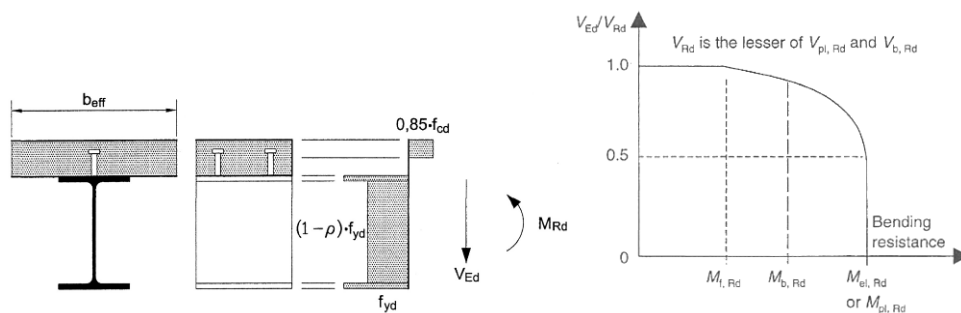 b_eff
0,85·f_cd
(1-ρ)·f_yd
M_Rd
V_Ed
f_yd
V_Ed/V_Rd
V_Rd is the lesser of V_pl, Rd and V_b, Rd
1.0
0.5
0
Bending
resistance
M_f, Rd
M_b, Rd
M_el, Rd
or M_pl, Rd